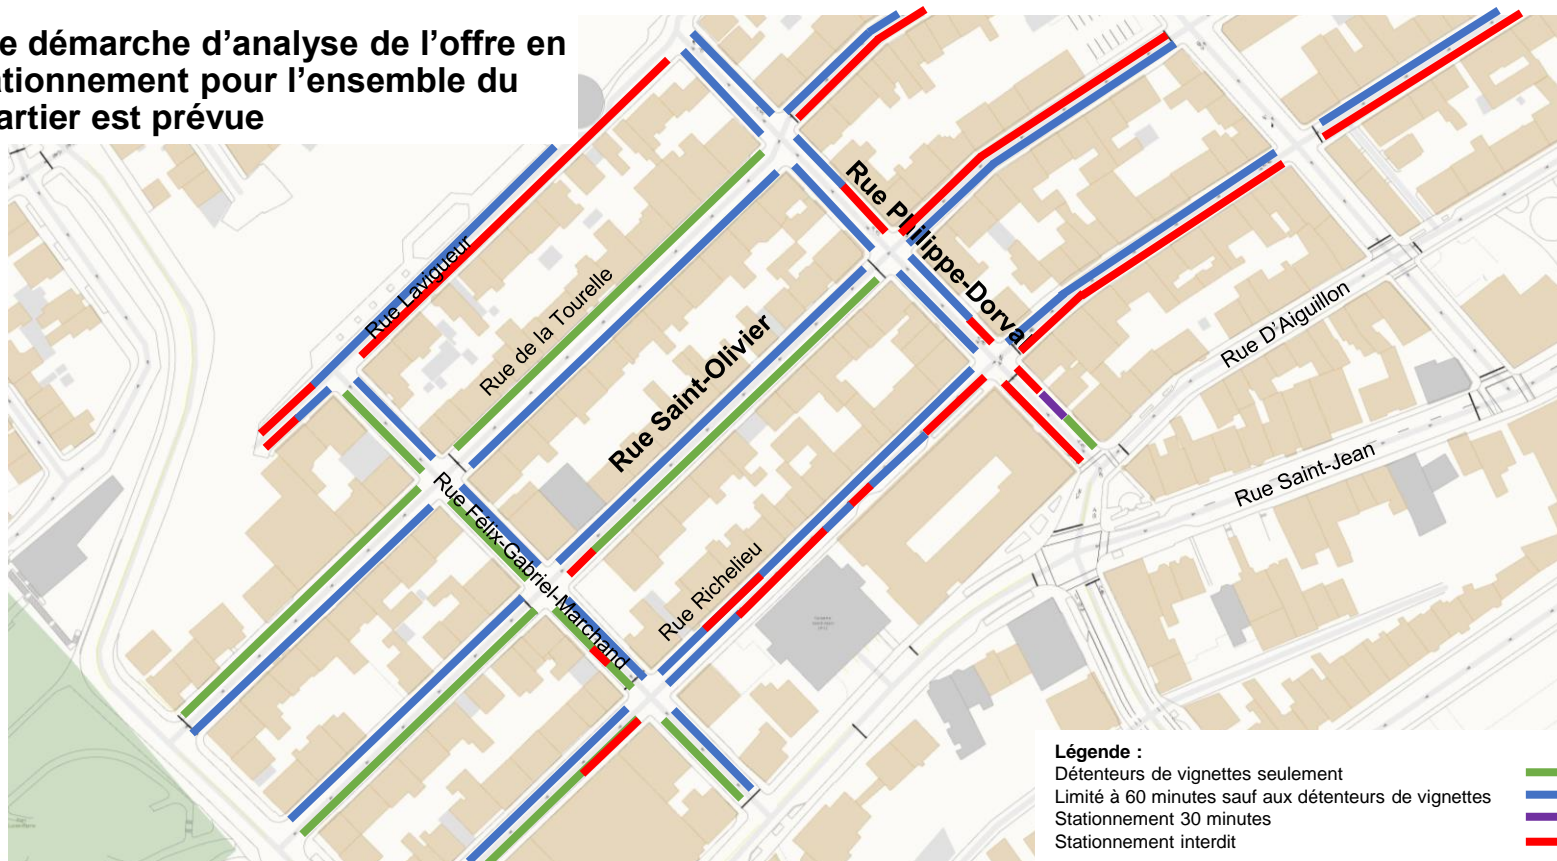 e démarche d’analyse de l’offre en
ationnement pour l’ensemble du
artier est prévue
Rue Lavigueur
Rue de la Tourelle
Rue Saint-Olivier
Rue Philippe-Dorval
Rue Félix-Gabriel-Marchand
Rue Richelieu
Rue D’Aiguillon
Rue Saint-Jean
Légende :
Détenteurs de vignettes seulement
Limité à 60 minutes sauf aux détenteurs de vignettes
Stationnement 30 minutes
Stationnement interdit